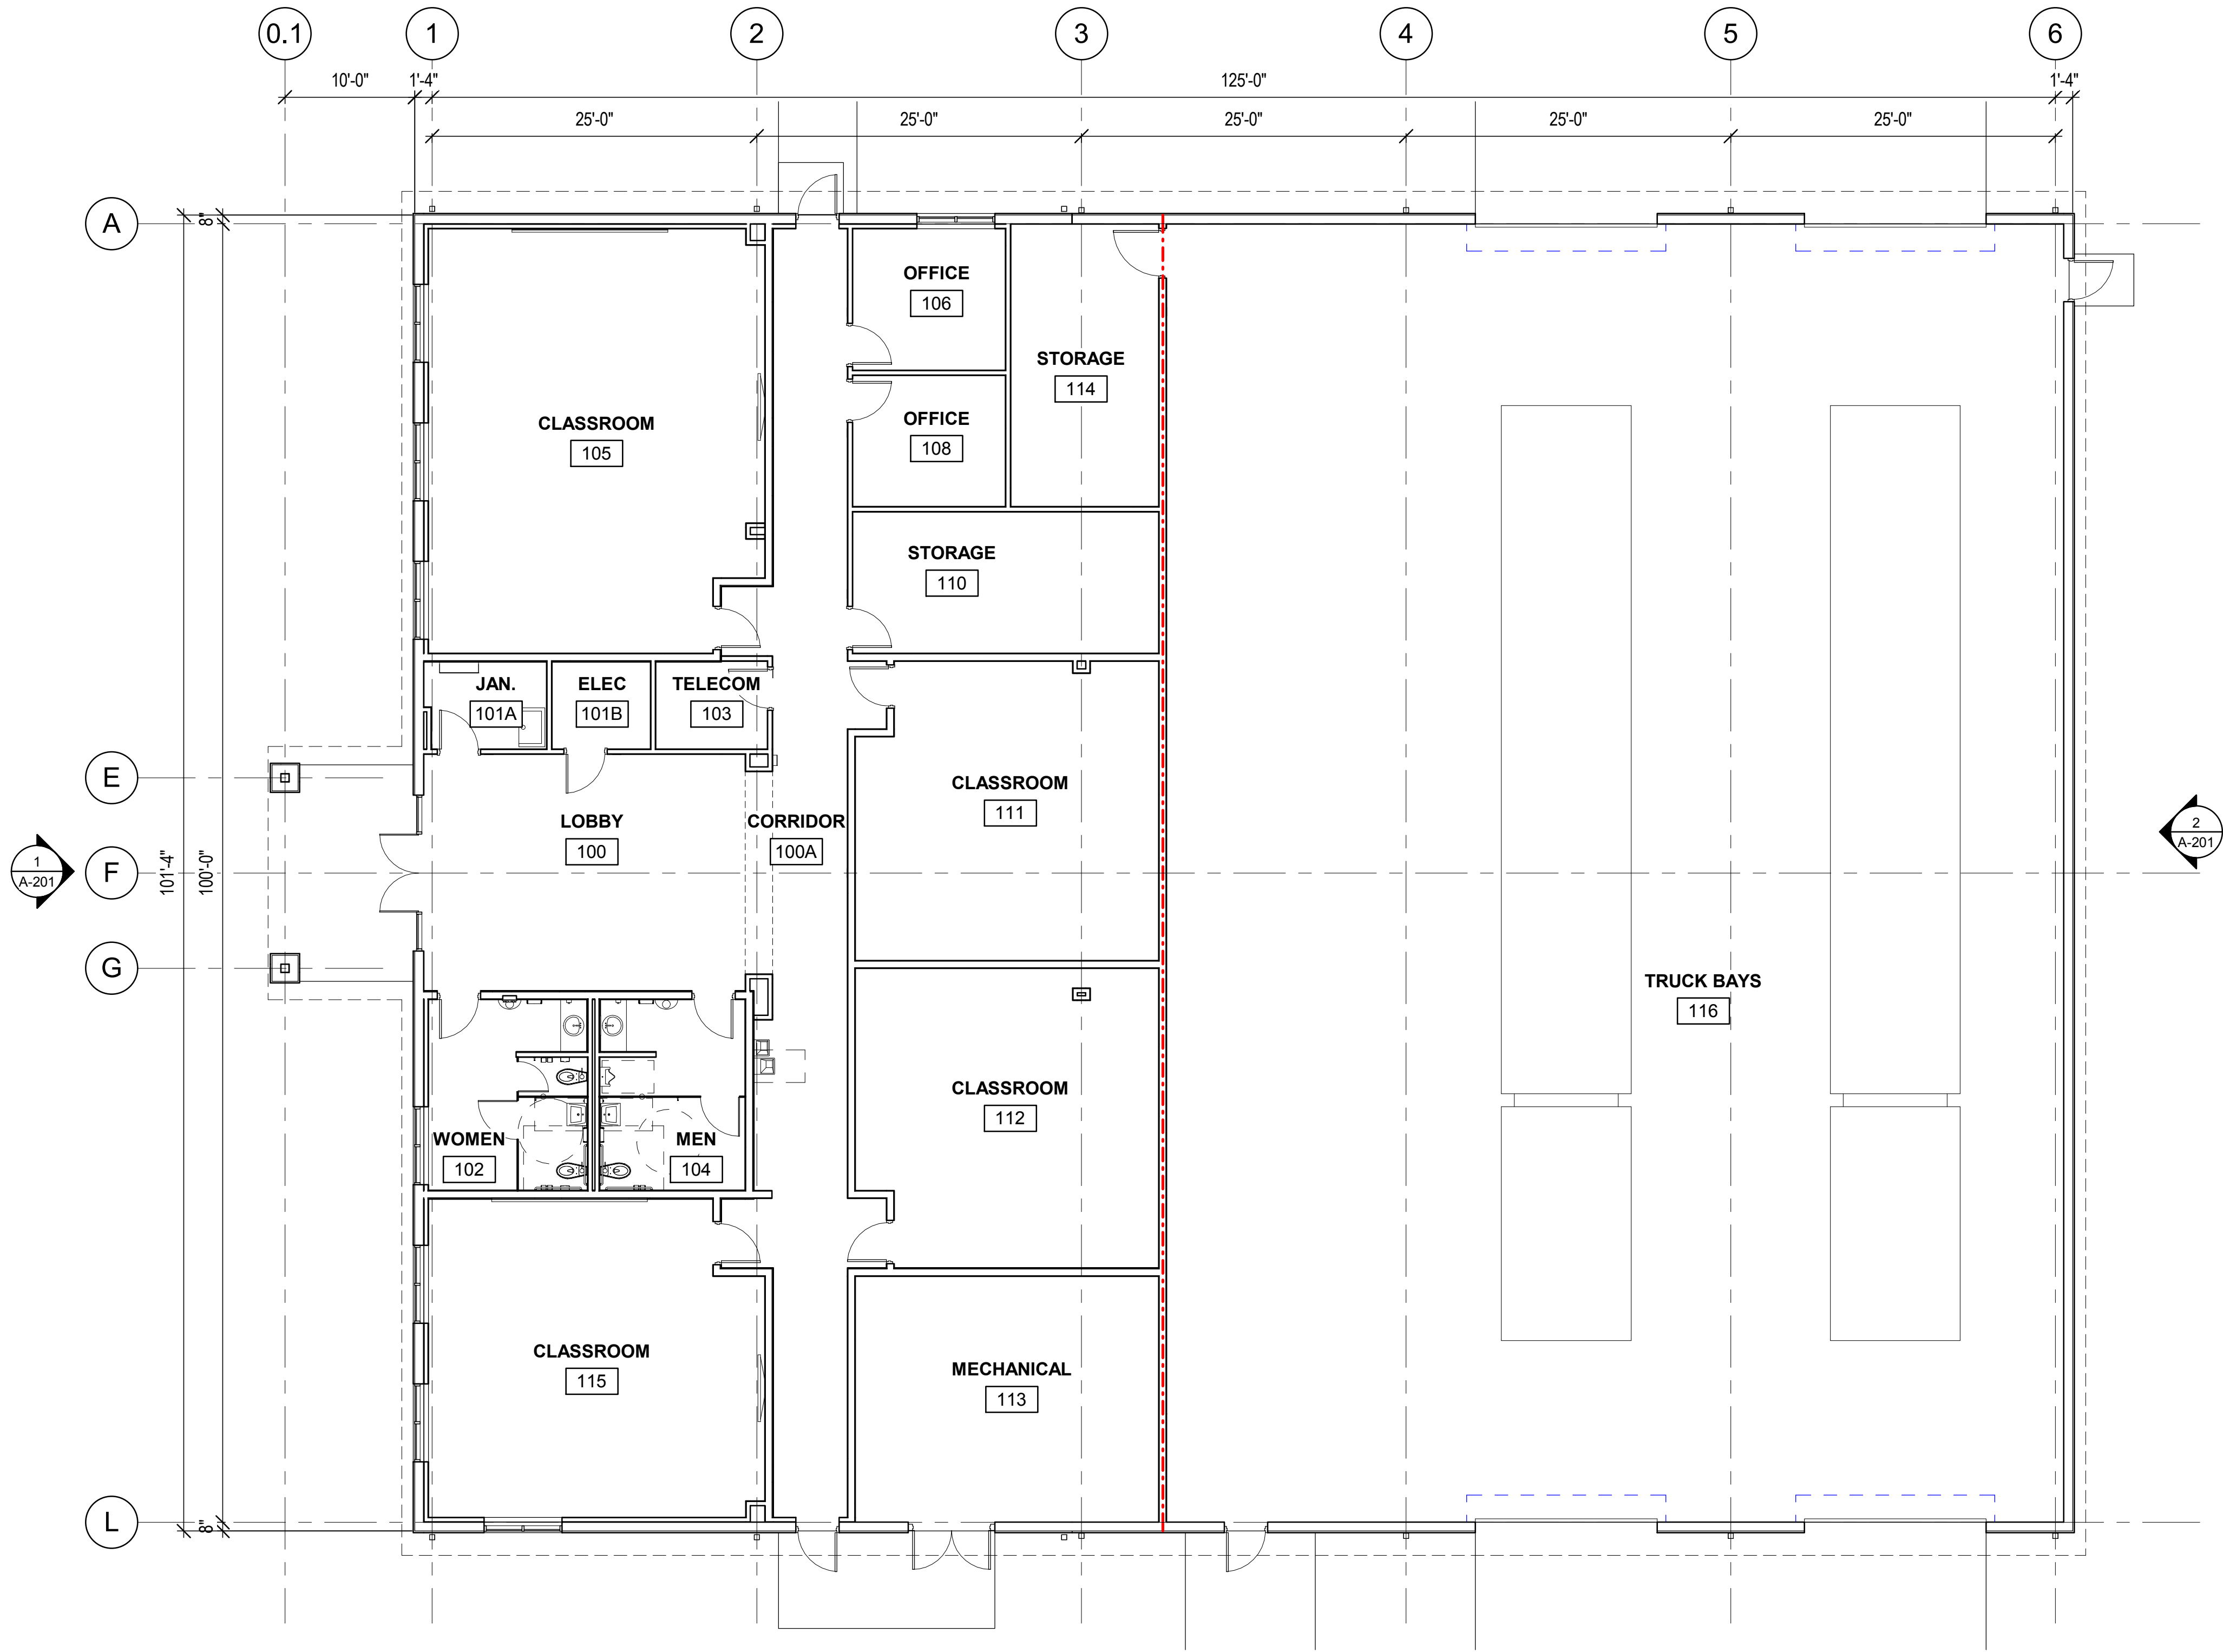 0.1
1
2
3
4
5
6
10'-0"
1'-4"
125'-0"
1'-4"
25'-0"
25'-0"
25'-0"
25'-0"
25'-0"
A
8"
OFFICE
106
STORAGE
114
CLASSROOM
105
OFFICE
108
STORAGE
110
JAN.
101A
ELEC
101B
TELECOM
103
E
CLASSROOM
111
LOBBY
100
CORRIDOR
100A
1
A-201
F
101'-4"
100'-0"
2
A-201
G
TRUCK BAYS
116
CLASSROOM
112
WOMEN
102
MEN
104
CLASSROOM
115
MECHANICAL
113
L
8"